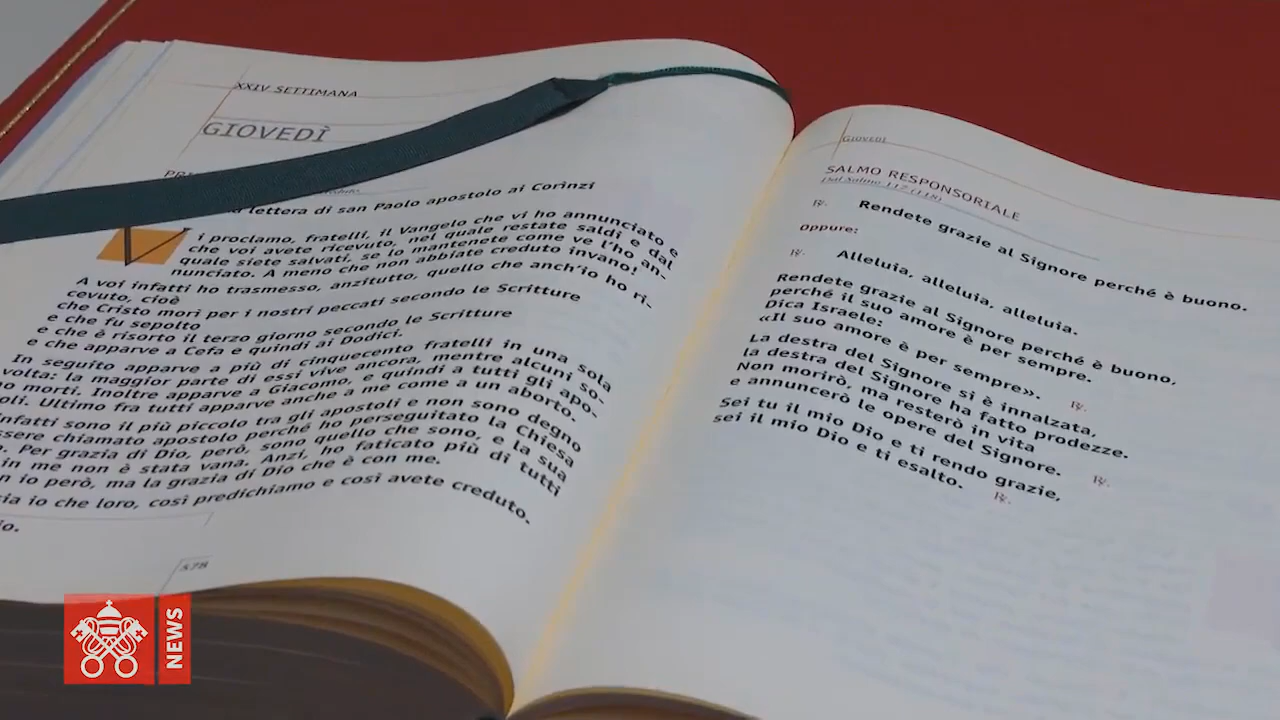 XXIV SETTIMANA
GIOVEDÌ
lettera di san Paolo apostolo ai Corìnzi
i proclamo, fratelli, il Vangelo che vi ho annunciato e
che voi avete ricevuto, nel quale restate saldi e dal
quale siete salvati, se lo mantenete come ve l'ho an-
nunciato. A meno che non abbiate creduto invano!
A voi infatti ho trasmesso, anzitutto, quello che anch'io ho ri-
cevuto, cioè
che Cristo morì per i nostri peccati secondo le Scritture
e che fu sepolto
e che è risorto il terzo giorno secondo le Scritture
e che apparve a Cefa e quindi ai Dodici.
In seguito apparve a più di cinquecento fratelli in una sola
volta: la maggior parte di essi vive ancora, mentre alcuni so-
no morti. Inoltre apparve a Giacomo, e quindi a tutti gli apo-
oli. Ultimo fra tutti apparve anche a me come a un aborto.
nfatti sono il più piccolo tra gli apostoli e non sono degno
ssere chiamato apostolo perché ho perseguitato la Chiesa
Per grazia di Dio, però, sono quello che sono, e la sua
in me non è stata vana. Anzi, ho faticato più di tutti
n io però, ma la grazia di Dio che è con me.
ia io che loro, così predichiamo e così avete creduto.
io.
578
GIOVEDÌ
SALMO RESPONSORIALE
Dal Salmo 117 (118)
℟. Rendete grazie al Signore perché è buono.
Oppure:
℟. Alleluia, alleluia, alleluia.
Rendete grazie al Signore perché è buono,
perché il suo amore è per sempre.
Dica Israele:
«Il suo amore è per sempre». ℟.
La destra del Signore si è innalzata,
la destra del Signore ha fatto prodezze.
Non morirò, ma resterò in vita
e annuncerò le opere del Signore. ℟.
Sei tu il mio Dio e ti rendo grazie,
sei il mio Dio e ti esalto. ℟.
NEWS